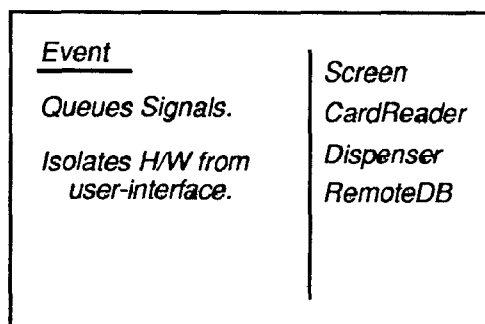 Event
Queues Signals.
Isolates H/W from
user-interface.
Screen
CardReader
Dispenser
RemoteDB